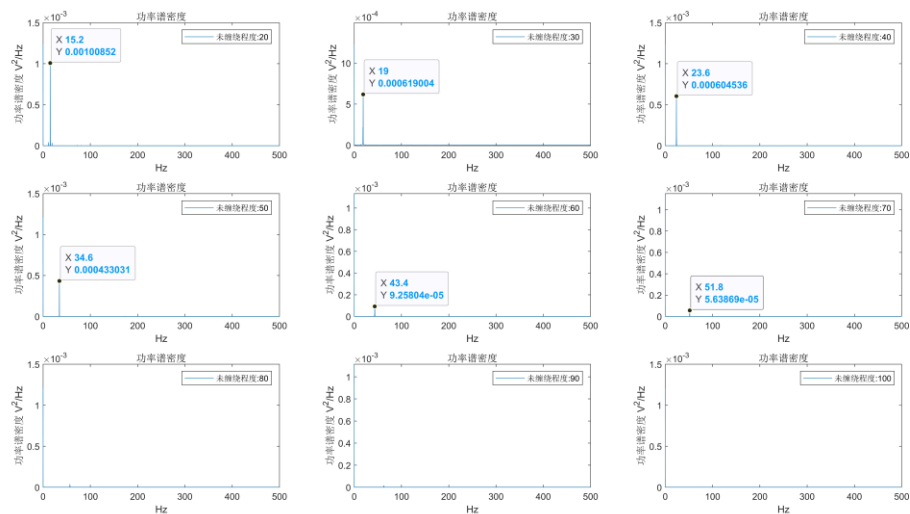 功率谱密度
×10⁻³
未缠绕程度:20
X 15.2
Y 0.00100852
功率谱密度 V²/Hz
1.5
1
0.5
0
0 100 200 300 400 500
Hz
功率谱密度
×10⁻⁴
未缠绕程度:30
X 19
Y 0.000619004
功率谱密度 V²/Hz
10
5
0
0 100 200 300 400 500
Hz
功率谱密度
×10⁻³
未缠绕程度:40
X 23.6
Y 0.000604536
功率谱密度 V²/Hz
1.5
1
0.5
0
0 100 200 300 400 500
Hz
功率谱密度
×10⁻³
未缠绕程度:50
X 34.6
Y 0.000433031
功率谱密度 V²/Hz
1.5
1
0.5
0
0 100 200 300 400 500
Hz
功率谱密度
×10⁻³
未缠绕程度:60
X 43.4
Y 9.25804e-05
功率谱密度 V²/Hz
1
0.8
0.6
0.4
0.2
0
0 100 200 300 400 500
Hz
功率谱密度
×10⁻³
未缠绕程度:70
X 51.8
Y 5.63869e-05
功率谱密度 V²/Hz
1
0.8
0.6
0.4
0.2
0
0 100 200 300 400 500
Hz
功率谱密度
×10⁻³
未缠绕程度:80
功率谱密度 V²/Hz
1.5
1
0.5
0
0 100 200 300 400 500
Hz
功率谱密度
×10⁻³
未缠绕程度:90
功率谱密度 V²/Hz
1
0.8
0.6
0.4
0.2
0
0 100 200 300 400 500
Hz
功率谱密度
×10⁻³
未缠绕程度:100
功率谱密度 V²/Hz
1.5
1
0.5
0
0 100 200 300 400 500
Hz